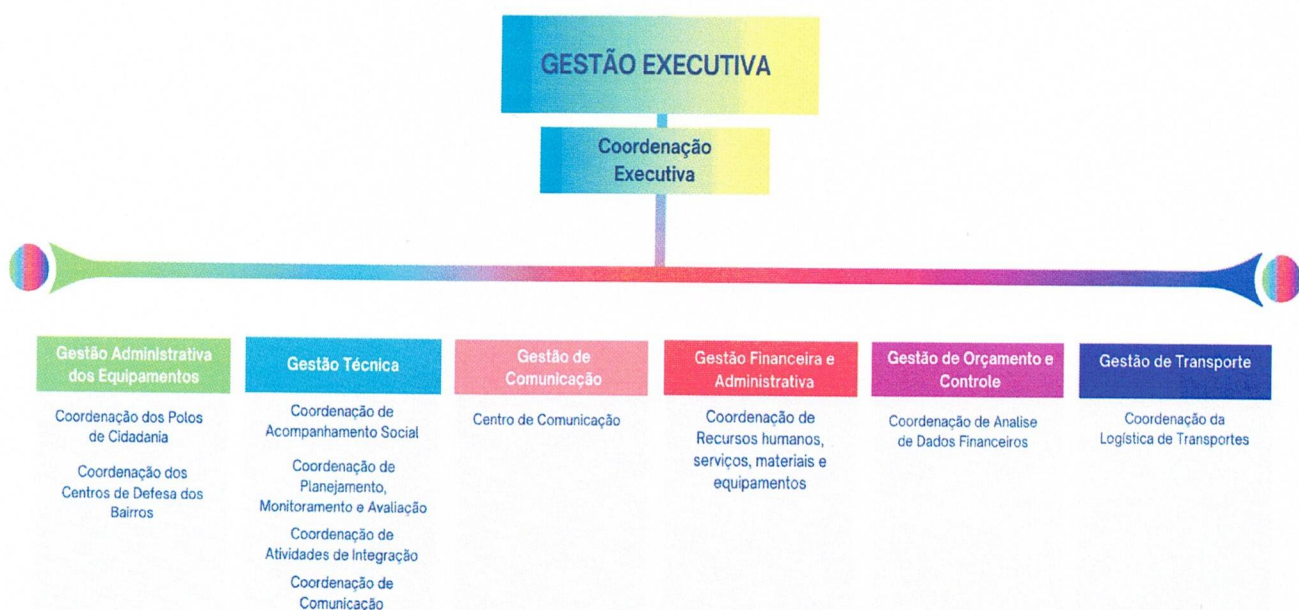 GESTÃO EXECUTIVA
Coordenação
Executiva
Gestão Administrativa
dos Equipamentos
Coordenação dos Polos
de Cidadania
Coordenação dos
Centros de Defesa dos
Bairros
Gestão Técnica
Coordenação de
Acompanhamento Social
Coordenação de
Planejamento,
Monitoramento e Avaliação
Coordenação de
Atividades de Integração
Coordenação de
Comunicação
Gestão de
Comunicação
Centro de Comunicação
Gestão Financeira e
Administrativa
Coordenação de
Recursos humanos,
serviços, materiais e
equipamentos
Gestão de Orçamento e
Controle
Coordenação de Analise
de Dados Financeiros
Gestão de Transporte
Coordenação da
Logística de Transportes